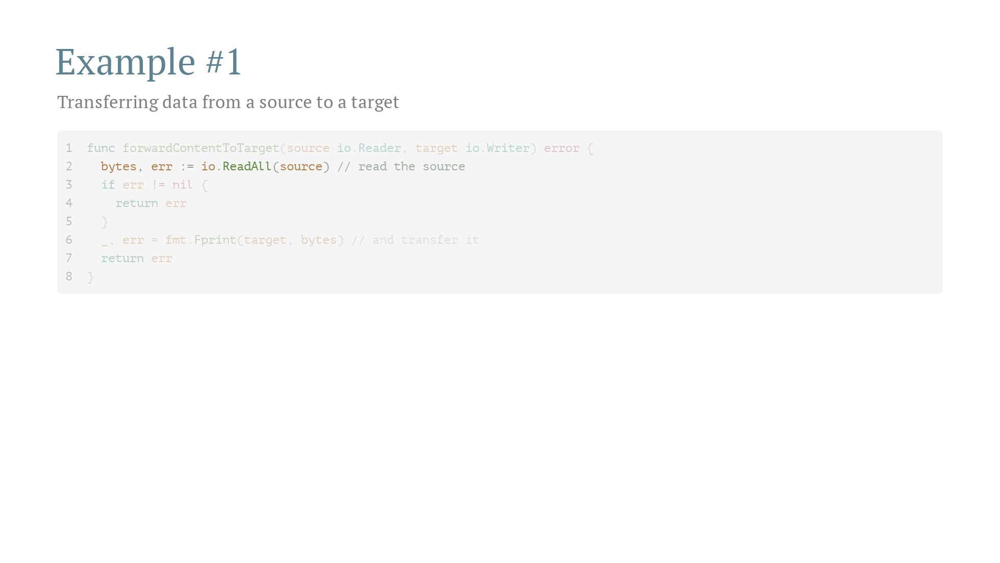 Example #1
Transferring data from a source to a target
1 func forwardContentToTarget(source io.Reader, target io.Writer) error {
2   bytes, err := io.ReadAll(source) // read the source
3   if err != nil {
4     return err
5   }
6   _, err = fmt.Fprint(target, bytes) // and transfer it
7   return err
8 }